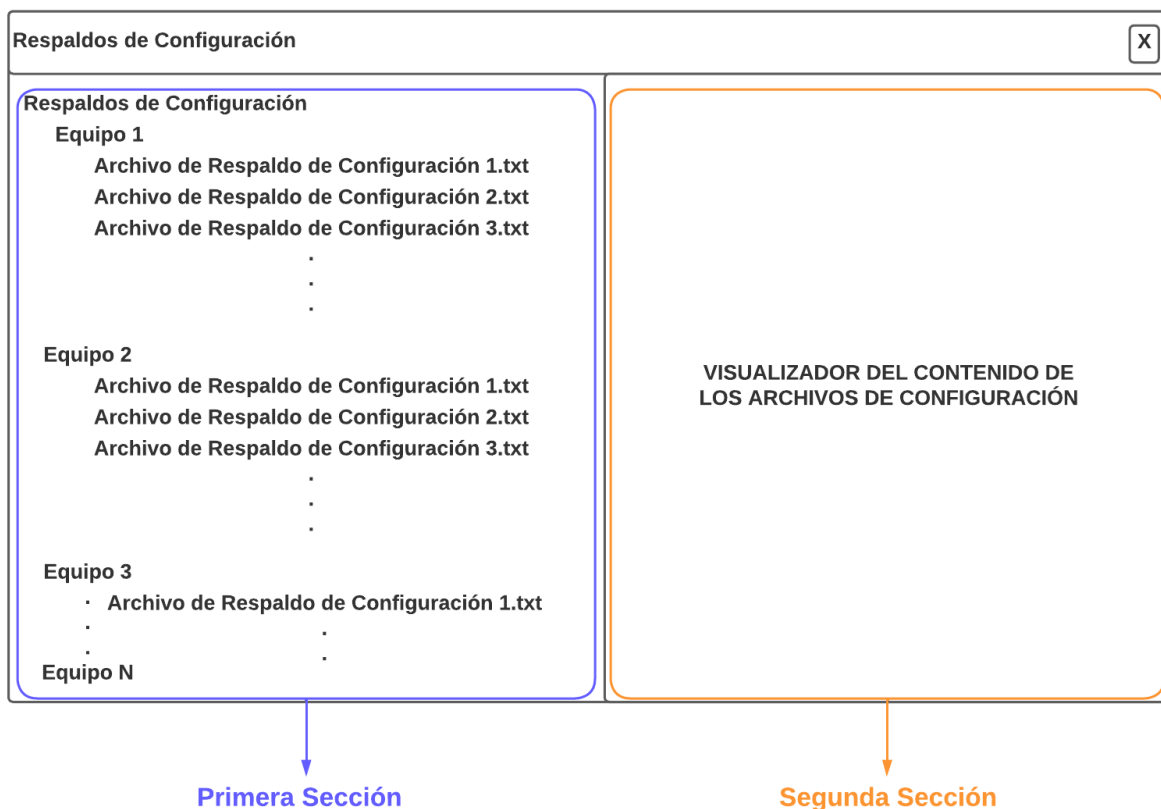 Respaldos de Configuración
X
Respaldos de Configuración
Equipo 1
Archivo de Respaldo de Configuración 1.txt
Archivo de Respaldo de Configuración 2.txt
Archivo de Respaldo de Configuración 3.txt
.
.
.
Equipo 2
Archivo de Respaldo de Configuración 1.txt
Archivo de Respaldo de Configuración 2.txt
Archivo de Respaldo de Configuración 3.txt
.
.
.
Equipo 3
. Archivo de Respaldo de Configuración 1.txt
. .
. .
Equipo N
VISUALIZADOR DEL CONTENIDO DE
LOS ARCHIVOS DE CONFIGURACIÓN
Primera Sección
Segunda Sección